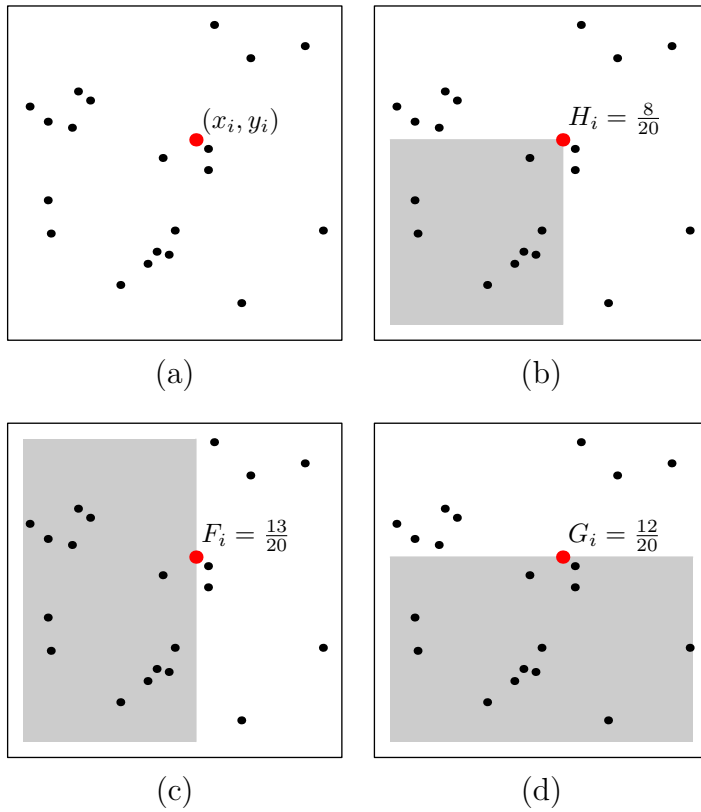 (x_i, y_i)
H_i = 8/20
(a)
(b)
F_i = 13/20
G_i = 12/20
(c)
(d)